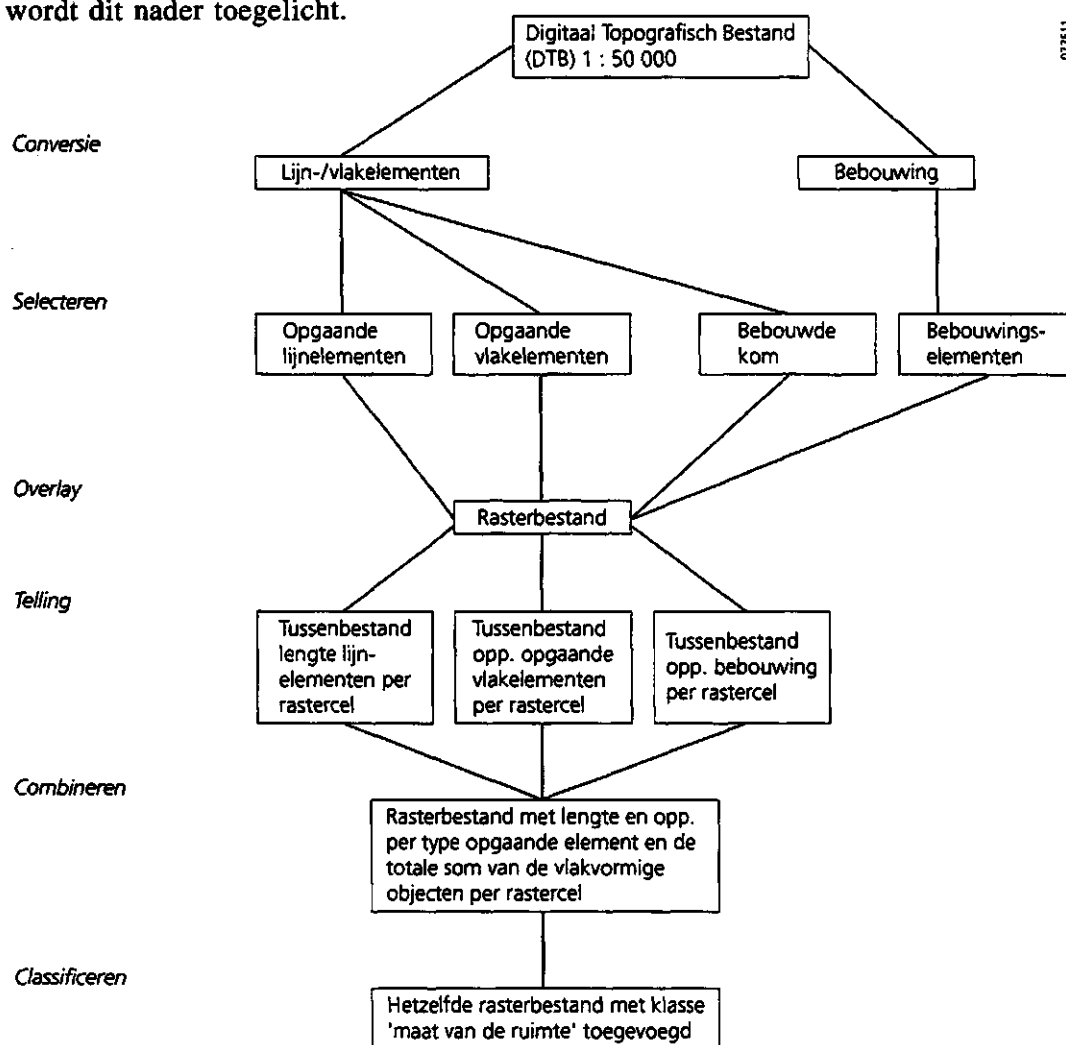 wordt dit nader toegelicht.
077511
Digitaal Topografisch Bestand
(DTB) 1 : 50 000
Conversie
Lijn-/vlakelementen
Bebouwing
Selecteren
Opgaande
lijnelementen
Opgaande
vlakelementen
Bebouwde
kom
Bebouwings-
elementen
Overlay
Rasterbestand
Telling
Tussenbestand
lengte lijn-
elementen per
rastercel
Tussenbestand
opp. opgaande
vlakelementen
per rastercel
Tussenbestand
opp. bebouwing
per rastercel
Combineren
Rasterbestand met lengte en opp.
per type opgaande element en de
totale som van de vlakvormige
objecten per rastercel
Classificeren
Hetzelfde rasterbestand met klasse
'maat van de ruimte' toegevoegd